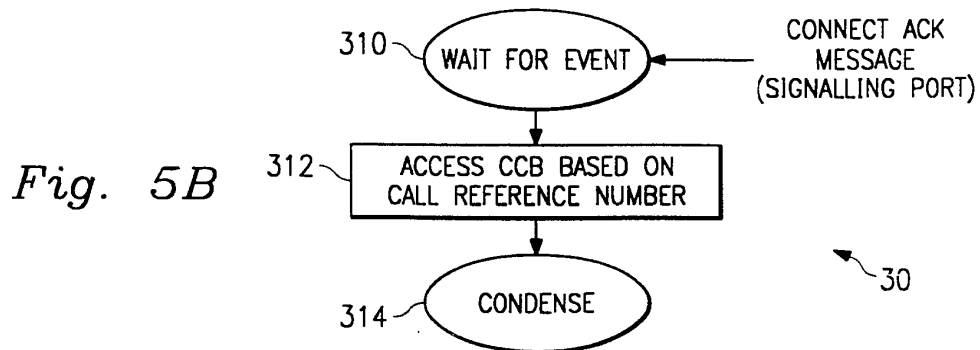 310
WAIT FOR EVENT
CONNECT ACK
MESSAGE
(SIGNALLING PORT)
Fig. 5B
312
ACCESS CCB BASED ON
CALL REFERENCE NUMBER
30
314
CONDENSE